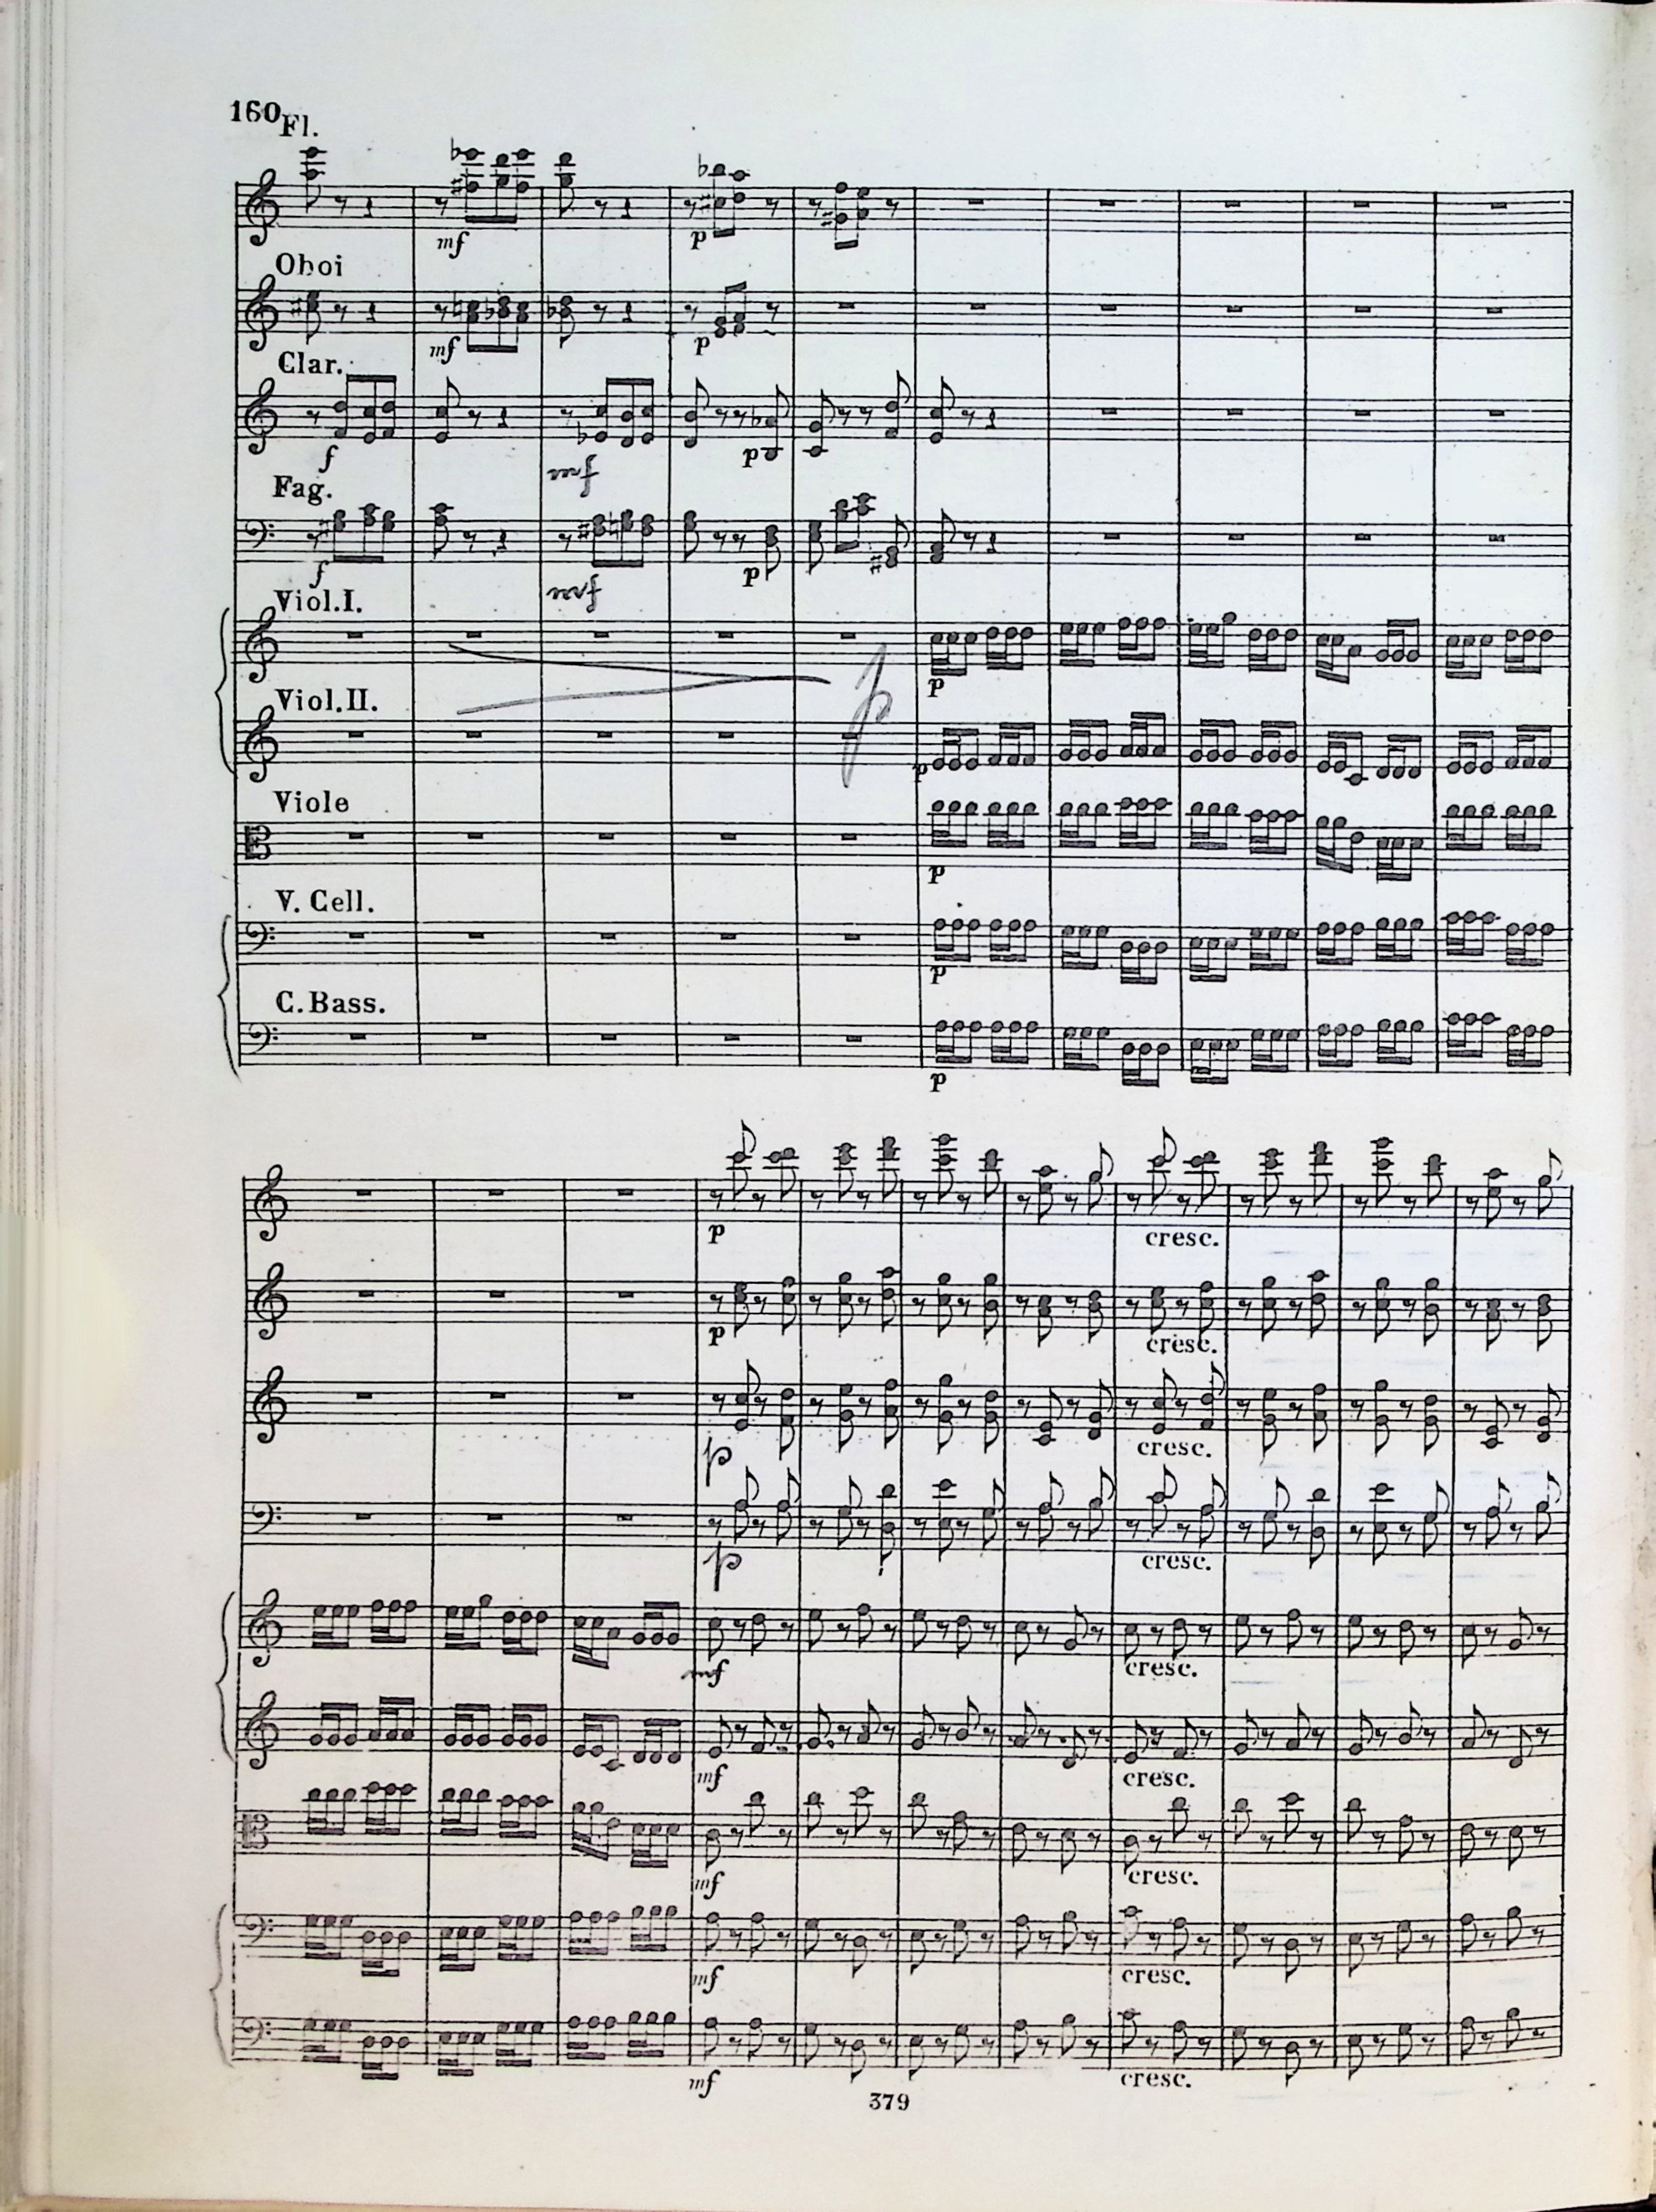 160
Fl.
mf
p
Oboi
mf
p
Clar.
f
mf
p
Fag.
f
mf
p
Viol.I.
p
p
Viol.II.
p
Viole
p
V. Cell.
p
C.Bass.
p
p
cresc.
p
cresc.
p
cresc.
p
cresc.
mf
cresc.
mf
cresc.
mf
cresc.
mf
cresc.
mf
cresc.
379